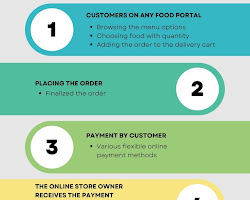 1
CUSTOMERS ON ANY FOOD PORTAL
• Browsing the menu options
• Choosing food with quantity
• Adding the order to the delivery cart
PLACING THE ORDER
• Finalized the order
2
3
PAYMENT BY CUSTOMER
• Various flexible online
payment methods
THE ONLINE STORE OWNER
RECEIVES THE PAYMENT